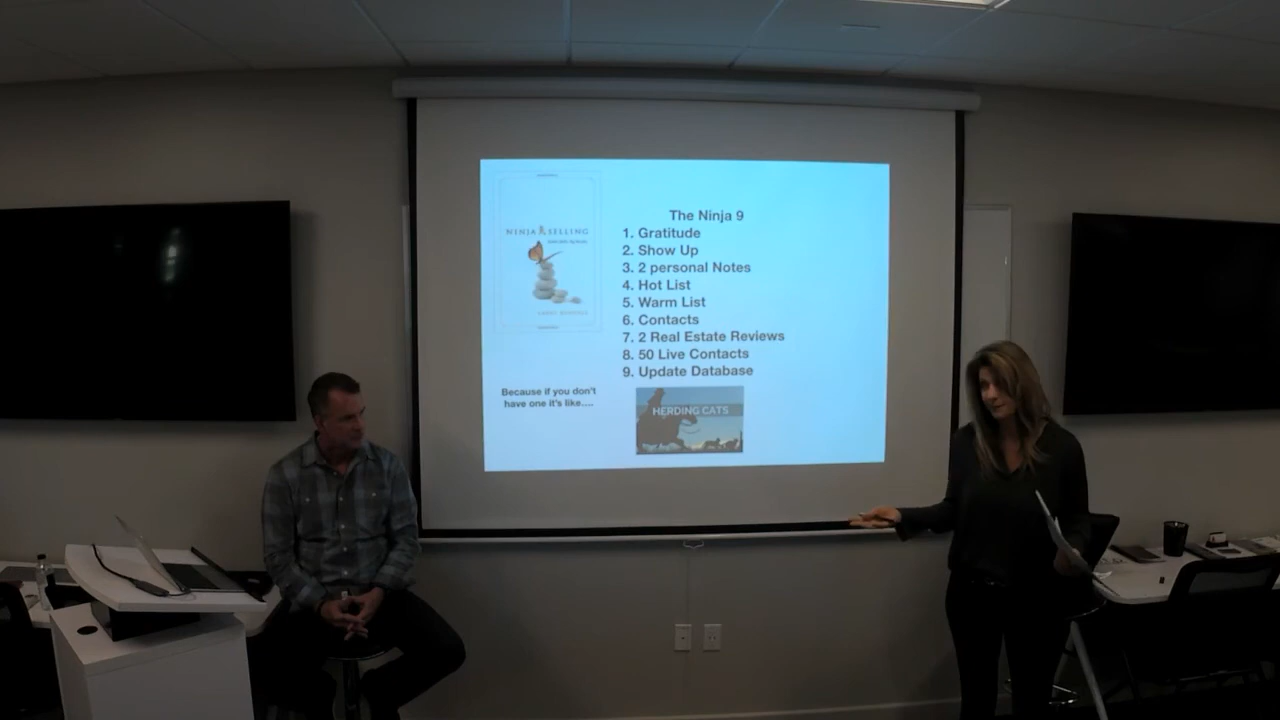 NINJA SELLING
The Ninja 9
1. Gratitude
2. Show Up
3. 2 personal Notes
4. Hot List
5. Warm List
6. Contacts
7. 2 Real Estate Reviews
8. 50 Live Contacts
9. Update Database
Because if you don't
have one it's like....
HERDING CATS